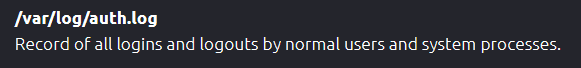 /var/log/auth.log
Record of all logins and logouts by normal users and system processes.